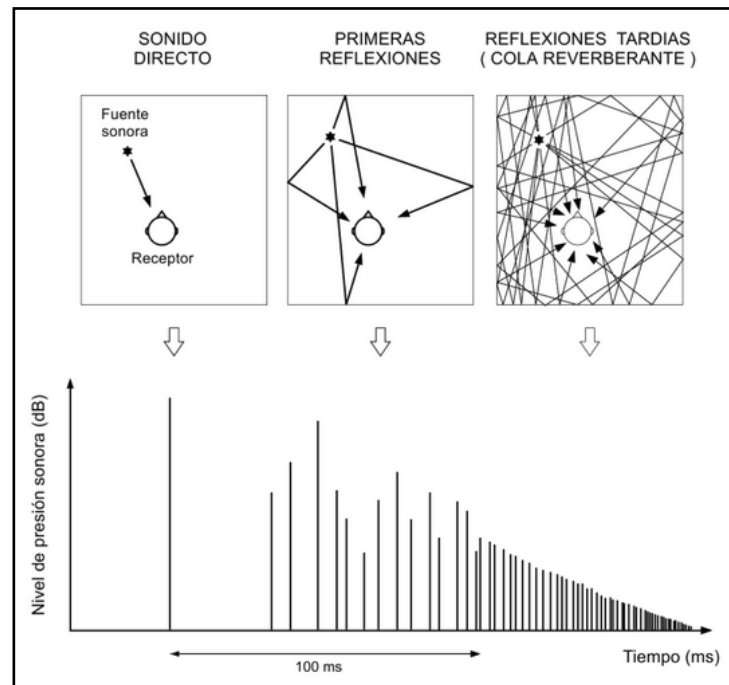 SONIDO
DIRECTO
PRIMERAS
REFLEXIONES
REFLEXIONES TARDIAS
( COLA REVERBERANTE )
Fuente
sonora
Receptor
Nivel de presión sonora (dB)
100 ms
Tiempo (ms)